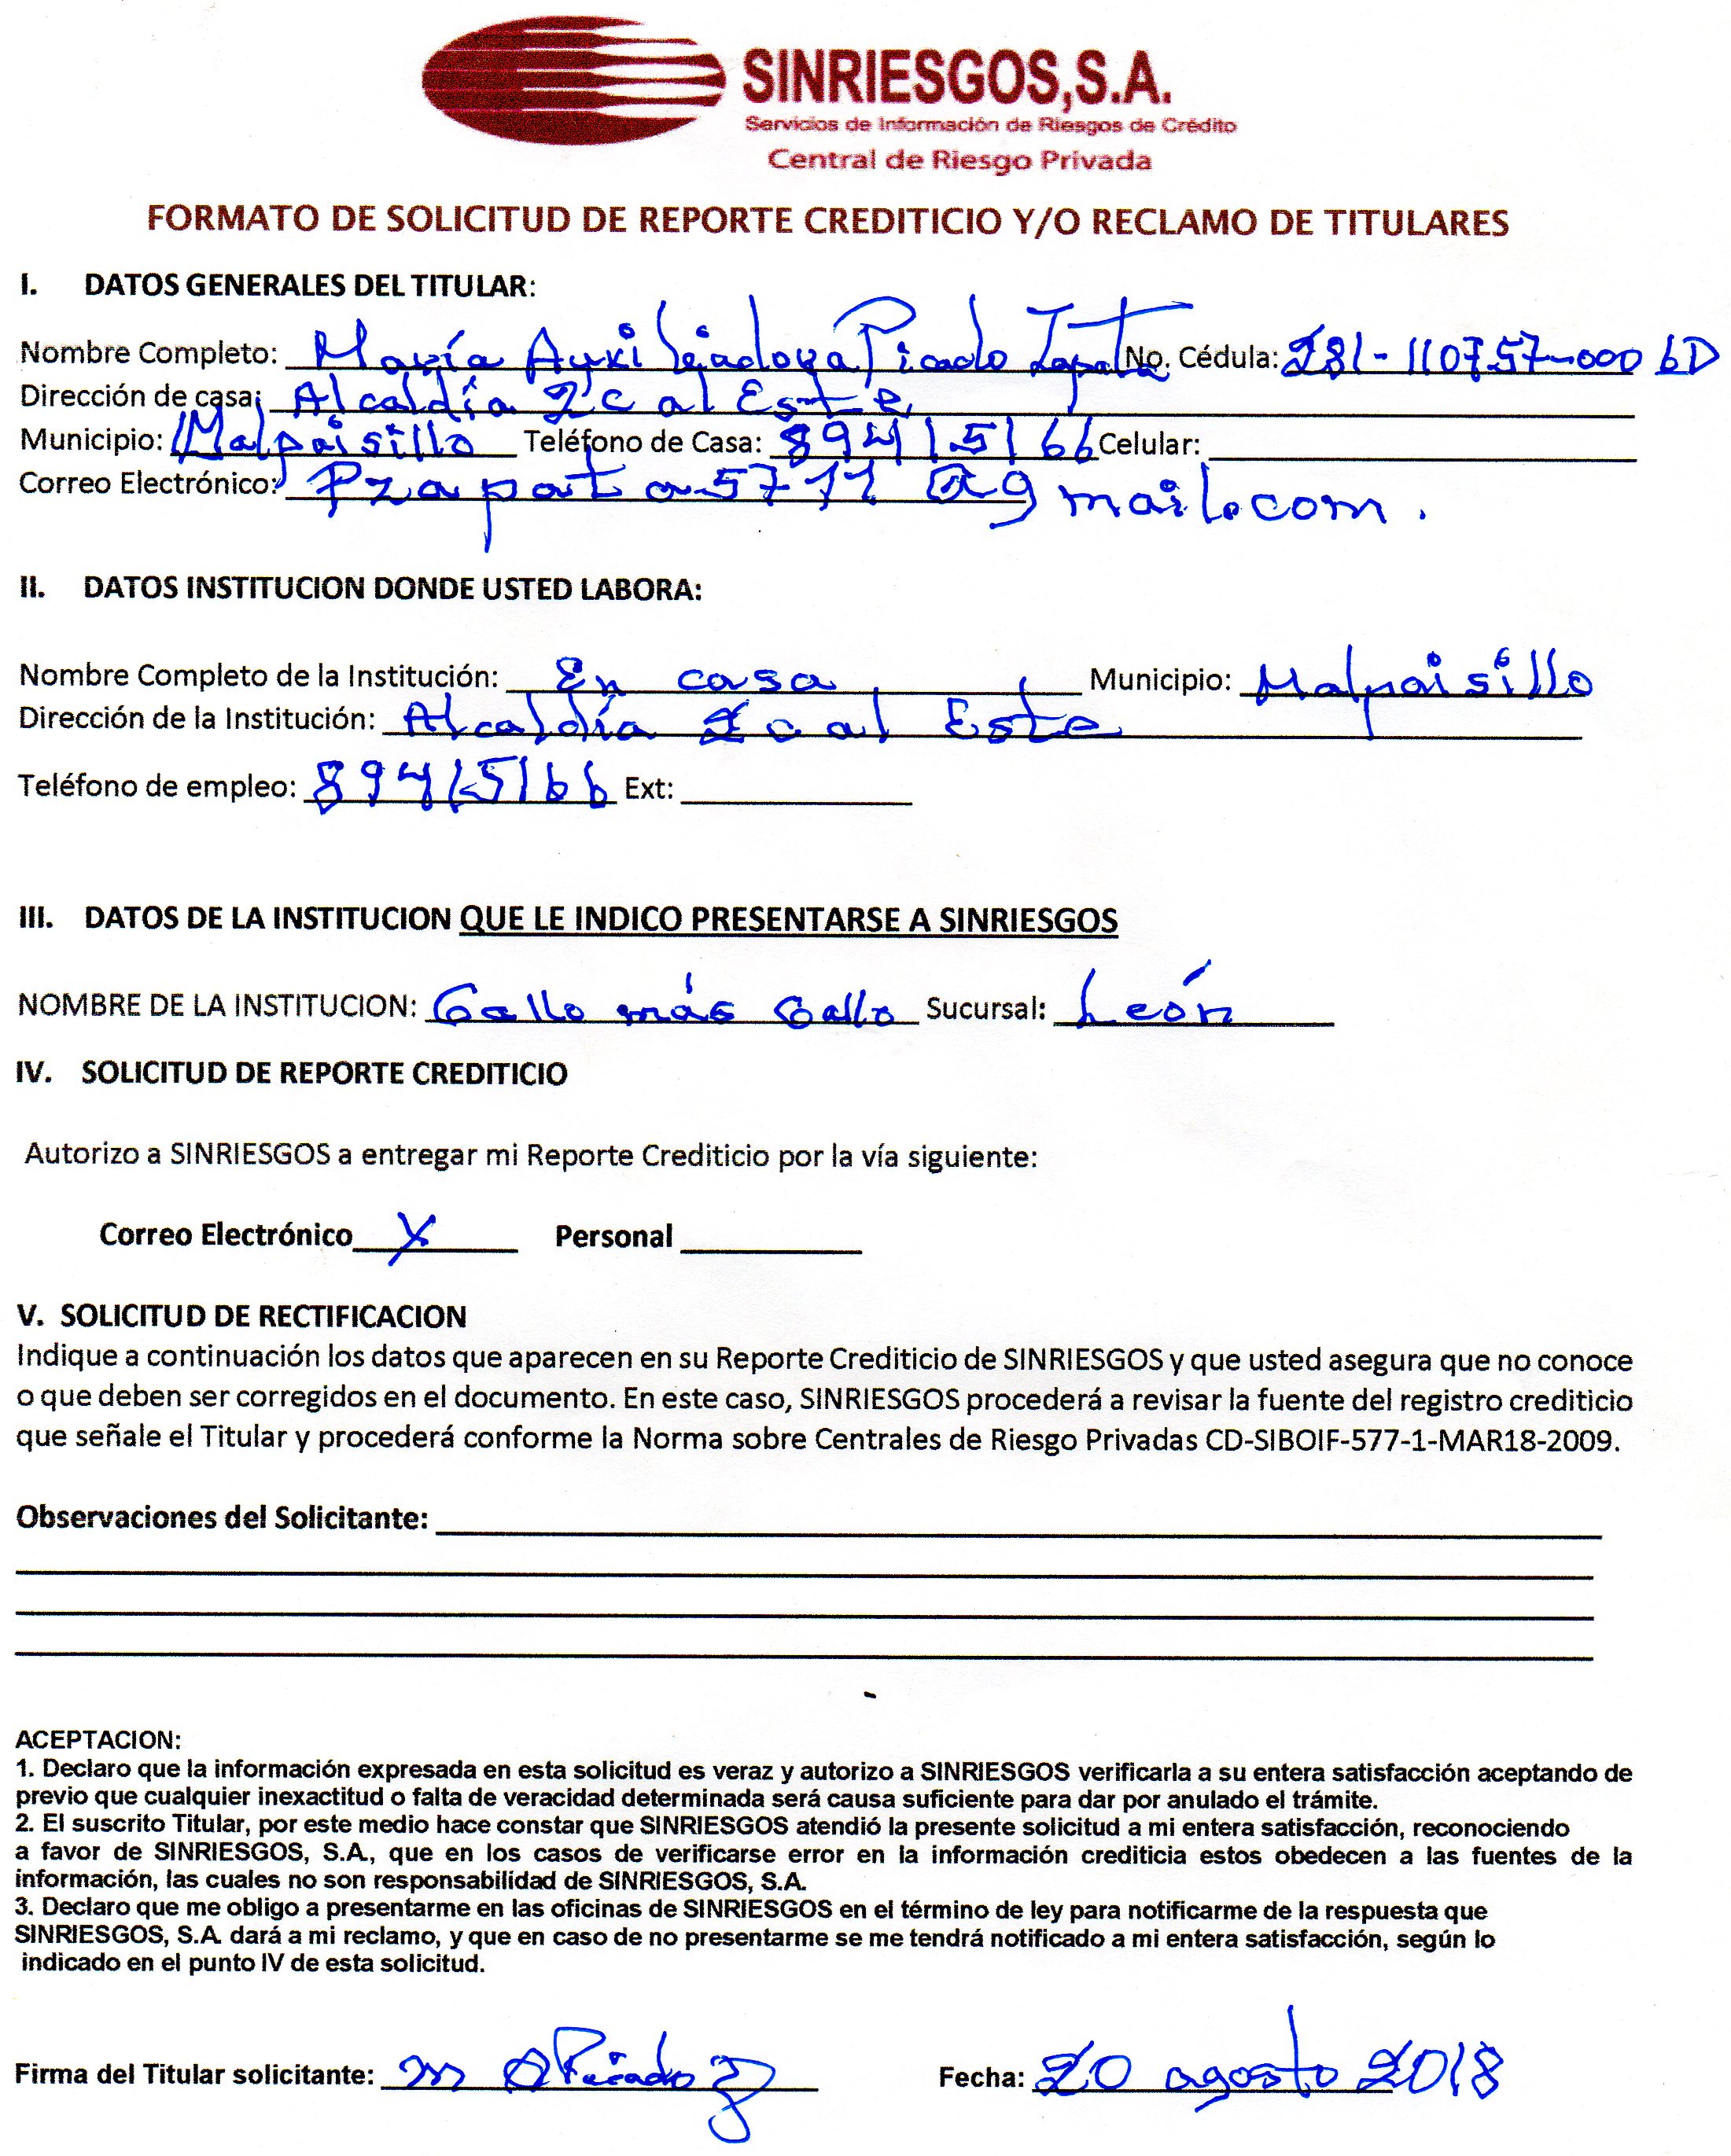 SINRIESGOS,S.A.
Servicios de Información de Riesgos de Crédito
Central de Riesgo Privada
FORMATO DE SOLICITUD DE REPORTE CREDITICIO Y/O RECLAMO DE TITULARES
I. DATOS GENERALES DEL TITULAR:
Nombre Completo: María Auxiliadora Picado Zapata No. Cédula: 281-110757-0006D
Dirección de casa: Alcaldía 2c al Este
Municipio: Malpaisillo Teléfono de Casa: 89415166 Celular:
Correo Electrónico: Pzapata5711@gmail.com.
II. DATOS INSTITUCION DONDE USTED LABORA:
Nombre Completo de la Institución: En casa Municipio: Malpaisillo
Dirección de la Institución: Alcaldía 2c al Este
Teléfono de empleo: 89415166 Ext:
III. DATOS DE LA INSTITUCION QUE LE INDICO PRESENTARSE A SINRIESGOS
NOMBRE DE LA INSTITUCION: Gallo más Gallo Sucursal: León
IV. SOLICITUD DE REPORTE CREDITICIO
Autorizo a SINRIESGOS a entregar mi Reporte Crediticio por la vía siguiente:
Correo Electrónico X Personal
V. SOLICITUD DE RECTIFICACION
Indique a continuación los datos que aparecen en su Reporte Crediticio de SINRIESGOS y que usted asegura que no conoce
o que deben ser corregidos en el documento. En este caso, SINRIESGOS procederá a revisar la fuente del registro crediticio
que señale el Titular y procederá conforme la Norma sobre Centrales de Riesgo Privadas CD-SIBOIF-577-1-MAR18-2009.
Observaciones del Solicitante:
ACEPTACION:
1. Declaro que la información expresada en esta solicitud es veraz y autorizo a SINRIESGOS verificarla a su entera satisfacción aceptando de
previo que cualquier inexactitud o falta de veracidad determinada será causa suficiente para dar por anulado el trámite.
2. El suscrito Titular, por este medio hace constar que SINRIESGOS atendió la presente solicitud a mi entera satisfacción, reconociendo
a favor de SINRIESGOS, S.A., que en los casos de verificarse error en la información crediticia estos obedecen a las fuentes de la
información, las cuales no son responsabilidad de SINRIESGOS, S.A.
3. Declaro que me obligo a presentarme en las oficinas de SINRIESGOS en el término de ley para notificarme de la respuesta que
SINRIESGOS, S.A. dará a mi reclamo, y que en caso de no presentarme se me tendrá notificado a mi entera satisfacción, según lo
indicado en el punto IV de esta solicitud.
Firma del Titular solicitante: M A Picado Z Fecha: 20 agosto 2018